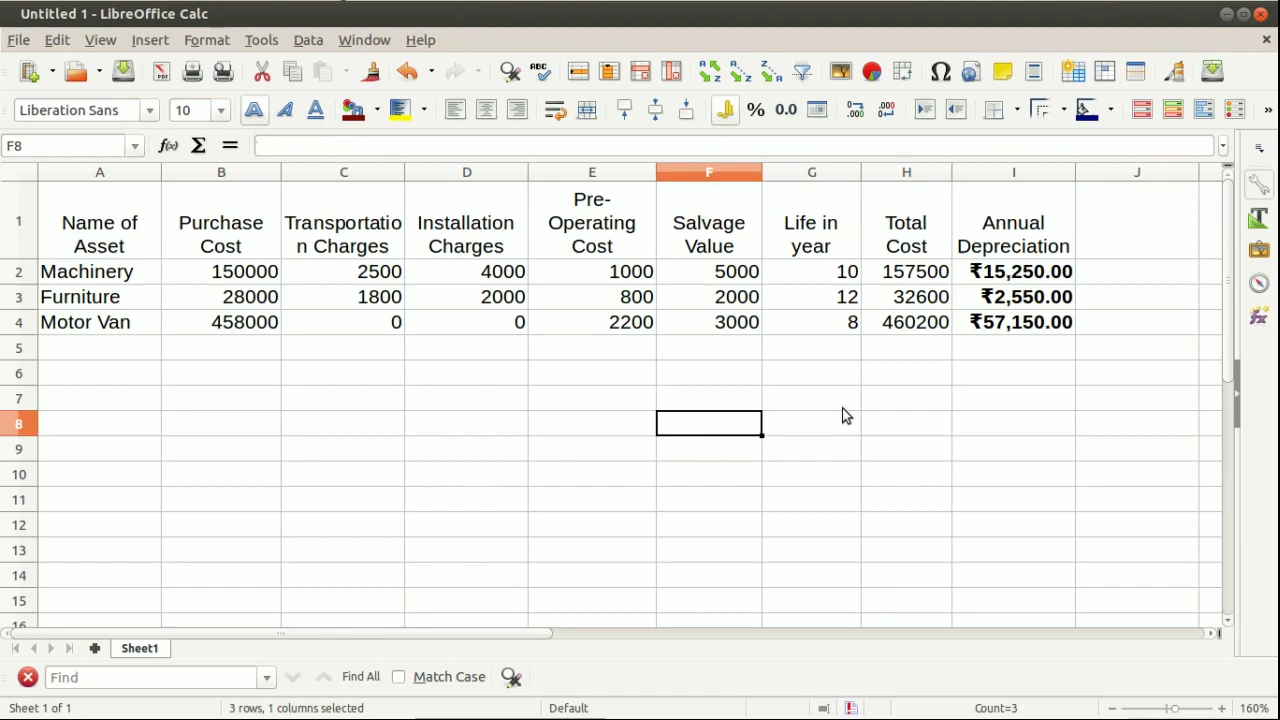 Untitled 1 - LibreOffice Calc
File Edit View Insert Format Tools Data Window Help
Liberation Sans 10 % 0.0
F8
A B C D E F G H I J
1 Name of Asset Purchase Cost Transportatio n Charges Installation Charges Pre- Operating Cost Salvage Value Life in year Total Cost Annual Depreciation
2 Machinery 150000 2500 4000 1000 5000 10 157500 ₹15,250.00
3 Furniture 28000 1800 2000 800 2000 12 32600 ₹2,550.00
4 Motor Van 458000 0 0 2200 3000 8 460200 ₹57,150.00
5
6
7
8
9
10
11
12
13
14
15
16
Sheet1
Find Find All Match Case
Sheet 1 of 1 3 rows, 1 columns selected Default Count=3 160%